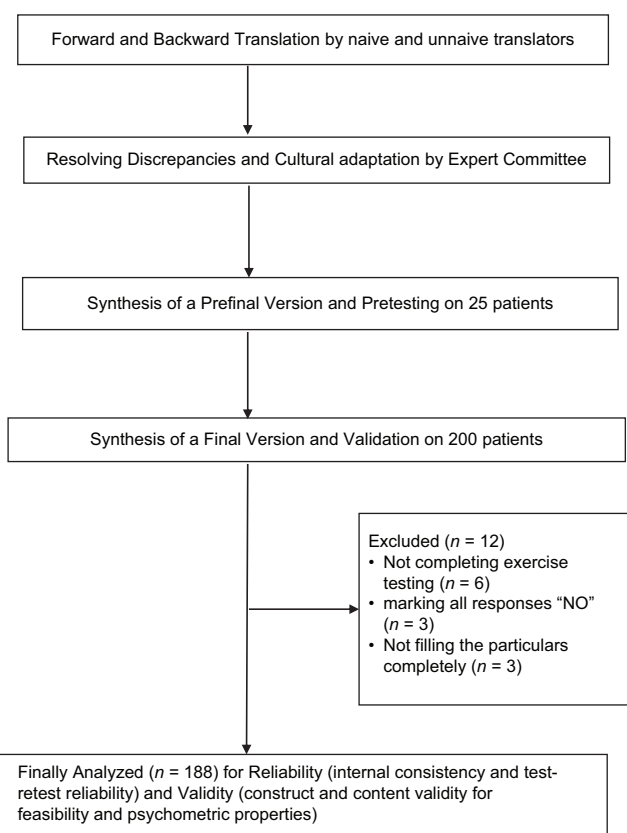 Forward and Backward Translation by naive and unnaive translators
Resolving Discrepancies and Cultural adaptation by Expert Committee
Synthesis of a Prefinal Version and Pretesting on 25 patients
Synthesis of a Final Version and Validation on 200 patients
Excluded (n = 12)
• Not completing exercise
testing (n = 6)
• marking all responses “NO”
(n = 3)
• Not filling the particulars
completely (n = 3)
Finally Analyzed (n = 188) for Reliability (internal consistency and test-
retest reliability) and Validity (construct and content validity for
feasibility and psychometric properties)